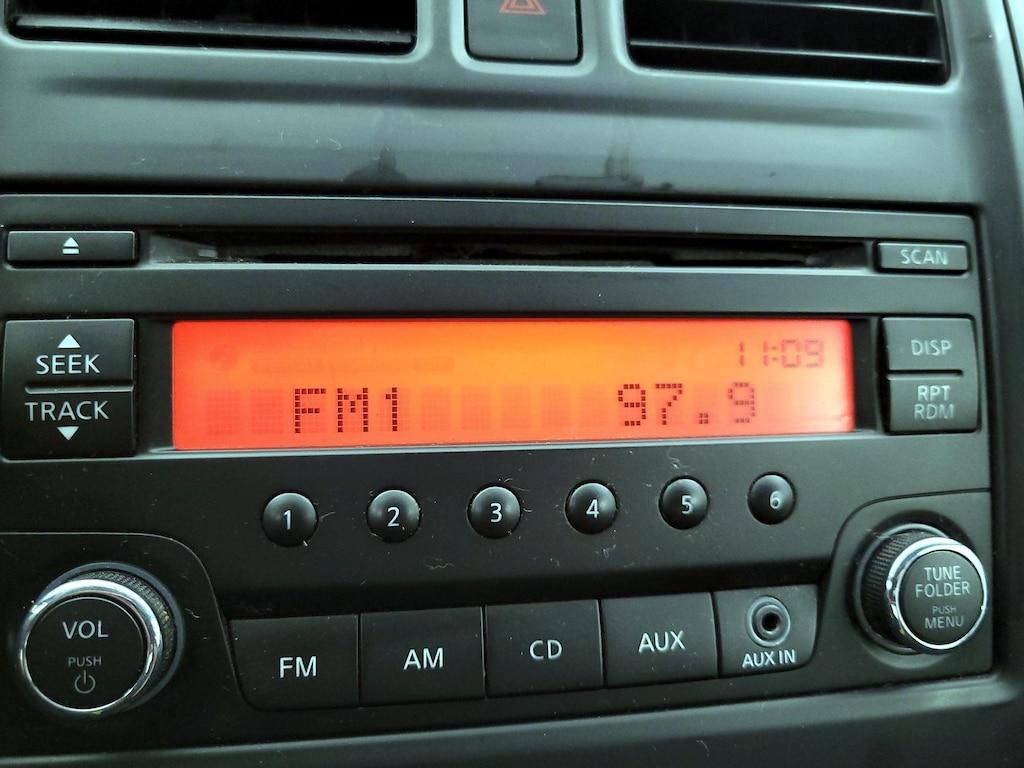 SCAN
SEEK
TRACK
11:09
FM1 97.9
DISP
RPT
RDM
1 2 3 4 5 6
VOL
PUSH
FM AM CD AUX
AUX IN
TUNE
FOLDER
PUSH
MENU